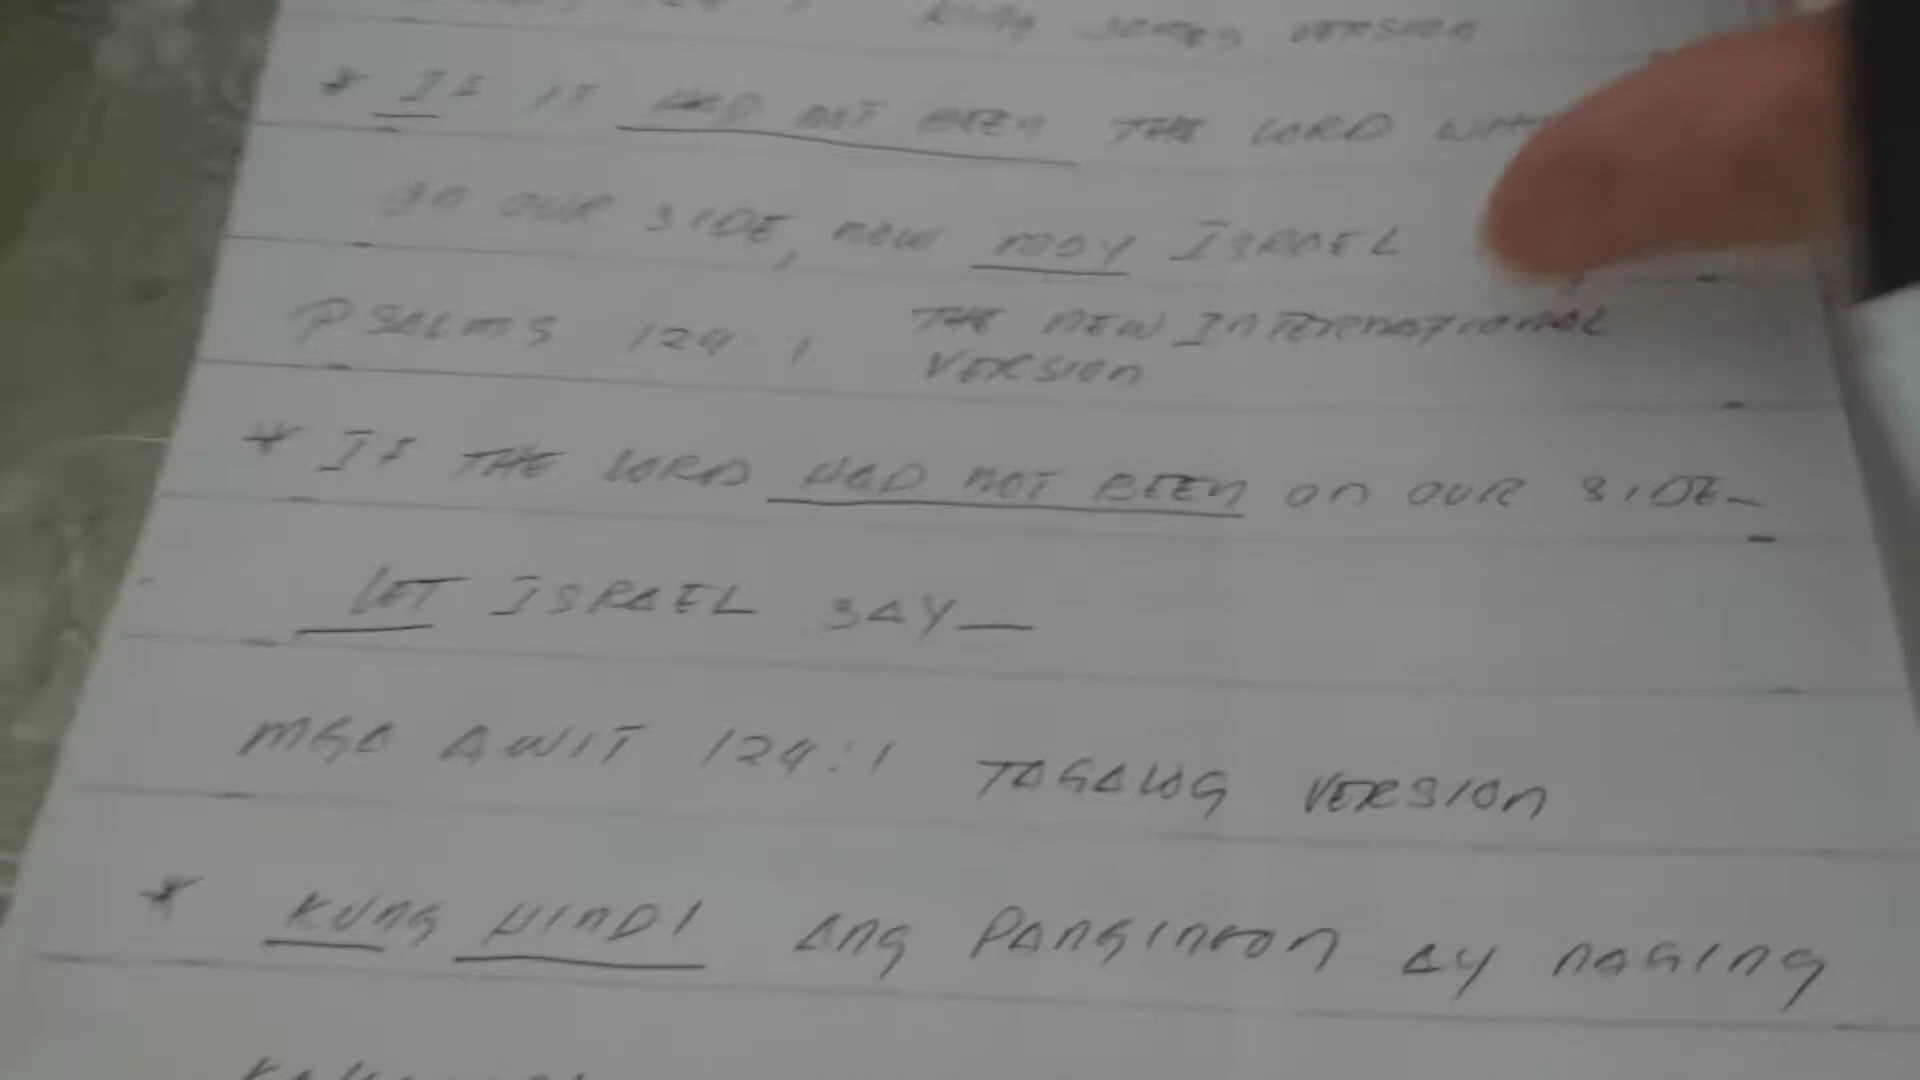 124:1 KING JAMES VERSION
* IF IT HAD NOT BEEN THE LORD WHO
ON OUR SIDE, NOW MAY ISRAEL
PSALMS 124:1 THE NEW INTERNATIONAL
VERSION
* IF THE LORD HAD NOT BEEN ON OUR SIDE—
LET ISRAEL SAY—
MGA AWIT 124:1 TAGALOG VERSION
* KUNG HINDI ANG PANGINOON AY NAGING